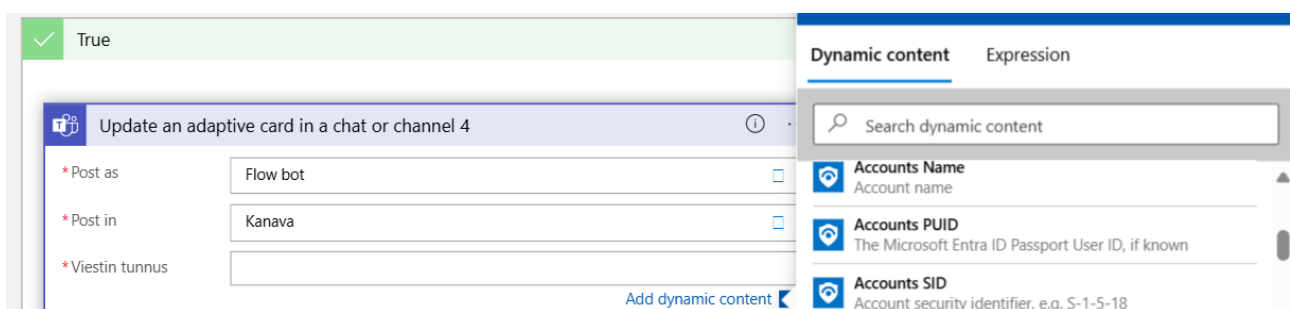 True
Update an adaptive card in a chat or channel 4
*Post as
Flow bot
*Post in
Kanava
*Viestin tunnus
Add dynamic content
Dynamic content
Expression
Search dynamic content
Accounts Name
Account name
Accounts PUID
The Microsoft Entra ID Passport User ID, if known
Accounts SID
Account security identifier, e.g. S-1-5-18